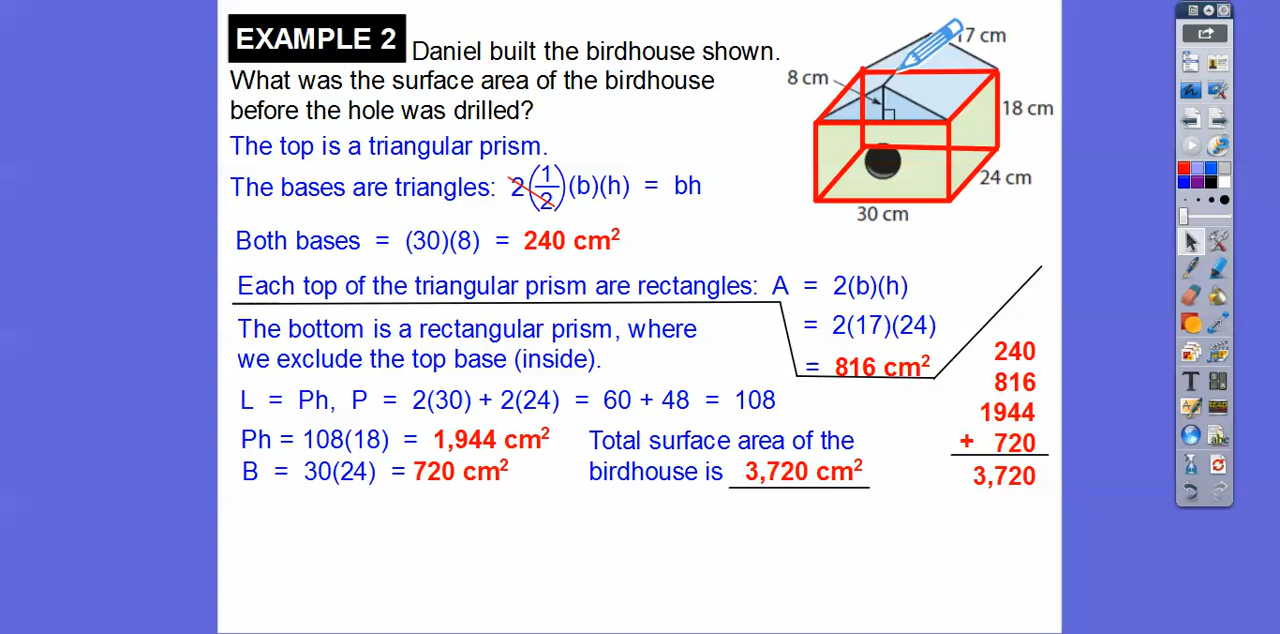 EXAMPLE 2 Daniel built the birdhouse shown.
What was the surface area of the birdhouse
before the hole was drilled?
17 cm
8 cm
18 cm
24 cm
30 cm
The top is a triangular prism.
The bases are triangles: 2(1/2)(b)(h) = bh
Both bases = (30)(8) = 240 cm²
Each top of the triangular prism are rectangles: A = 2(b)(h)
= 2(17)(24)
= 816 cm²
The bottom is a rectangular prism, where
we exclude the top base (inside).
L = Ph, P = 2(30) + 2(24) = 60 + 48 = 108
Ph = 108(18) = 1,944 cm²
B = 30(24) = 720 cm²
Total surface area of the
birdhouse is 3,720 cm²
240
816
1944
+ 720
3,720
T
abc